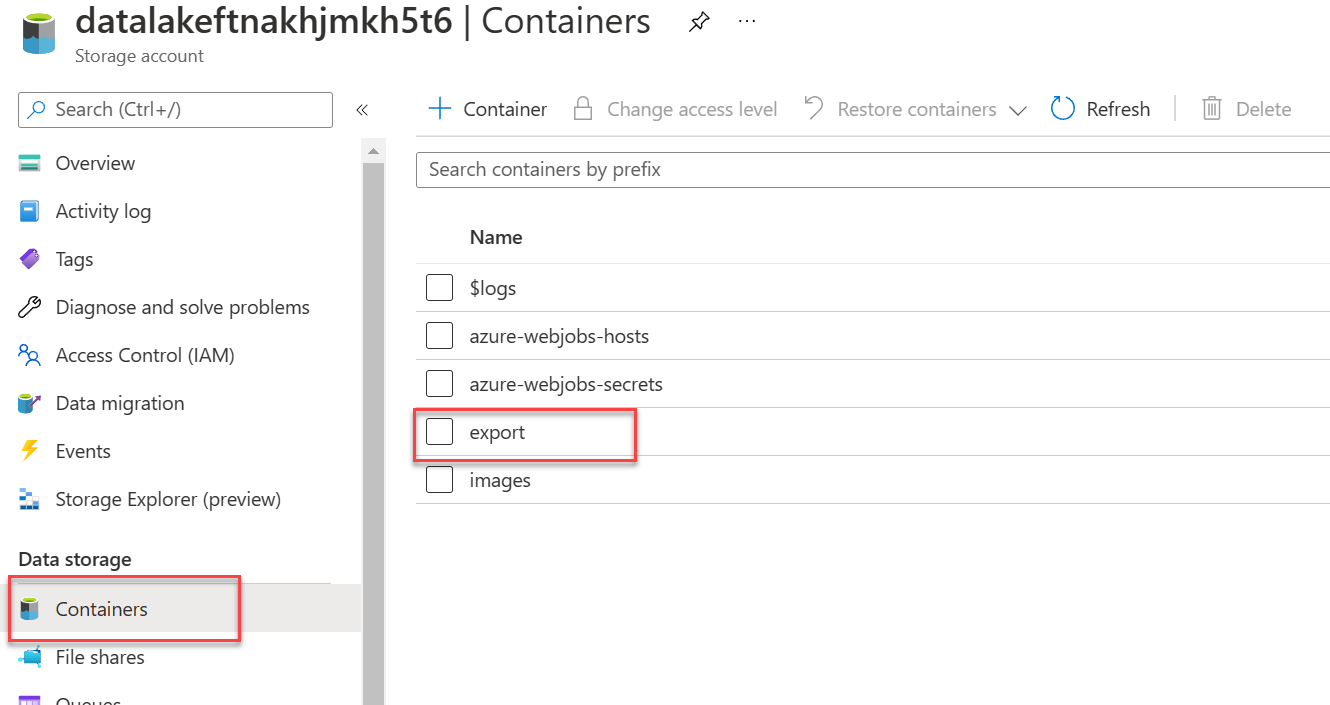 datalakeftnakhjmkh5t6 | Containers
Storage account
Search (Ctrl+/)
Overview
Activity log
Tags
Diagnose and solve problems
Access Control (IAM)
Data migration
Events
Storage Explorer (preview)
Data storage
Containers
File shares
Queues
Container Change access level Restore containers Refresh Delete
Search containers by prefix
Name
$logs
azure-webjobs-hosts
azure-webjobs-secrets
export
images